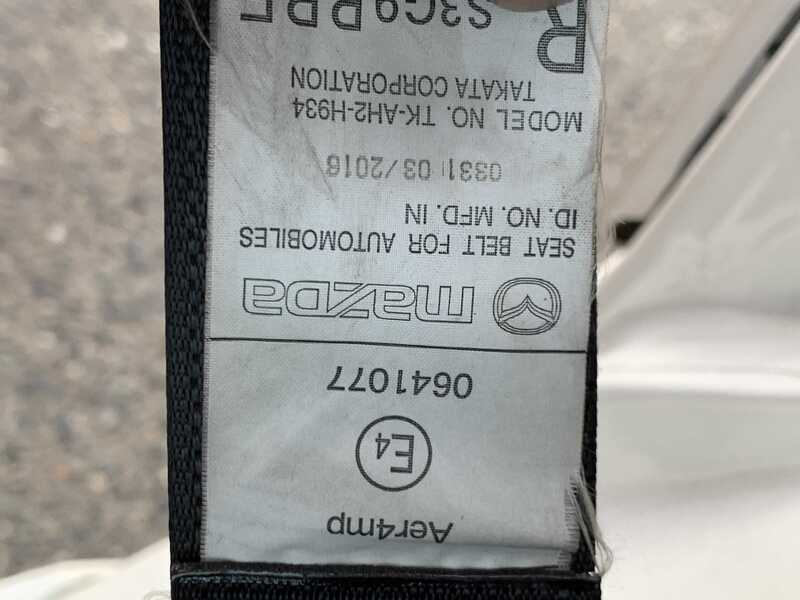 Aer4mp
E4
0641077
mazda
SEAT BELT FOR AUTOMOBILES
ID. NO. MFD. IN
0331 03/2016
MODEL NO. TK-AH2-H934
TAKATA CORPORATION
R